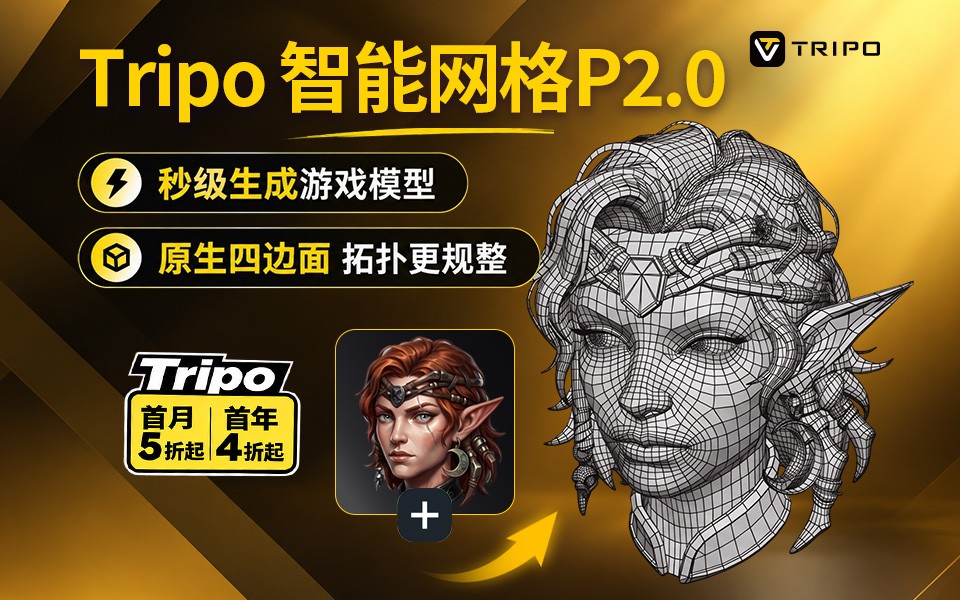 Tripo 智能网格P2.0
TRIPO
秒级生成游戏模型
原生四边面 拓扑更规整
Tripo
首月 首年
5折起 4折起